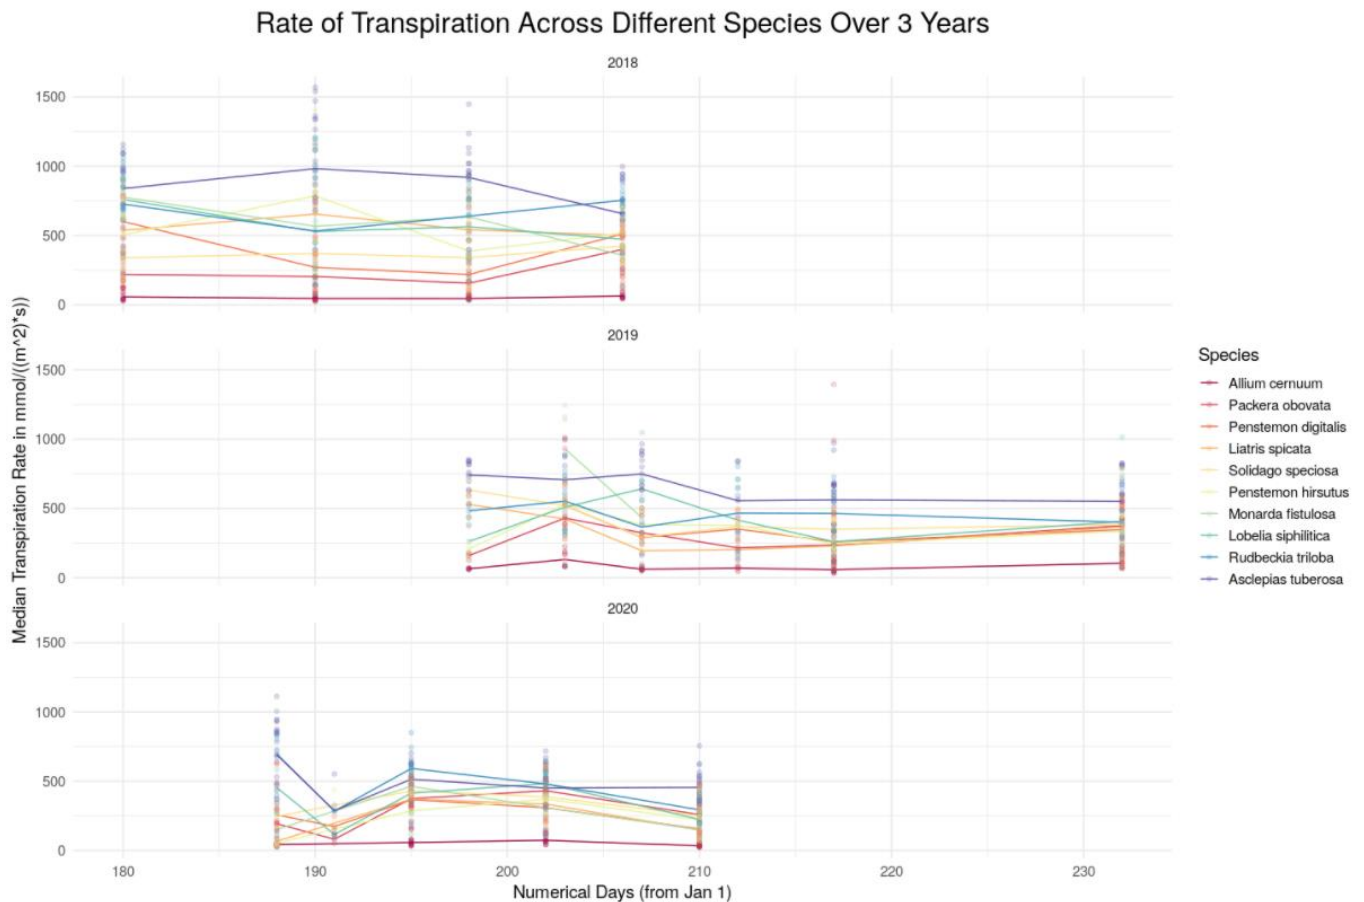 Rate of Transpiration Across Different Species Over 3 Years
2018
1500
1000
500
0
2019
1500
1000
500
0
2020
1500
1000
500
0
180 190 200 210 220 230
Numerical Days (from Jan 1)
Median Transpiration Rate in mmol/((m^2)*s))
Species
Allium cernuum
Packera obovata
Penstemon digitalis
Liatris spicata
Solidago speciosa
Penstemon hirsutus
Monarda fistulosa
Lobelia siphilitica
Rudbeckia triloba
Asclepias tuberosa